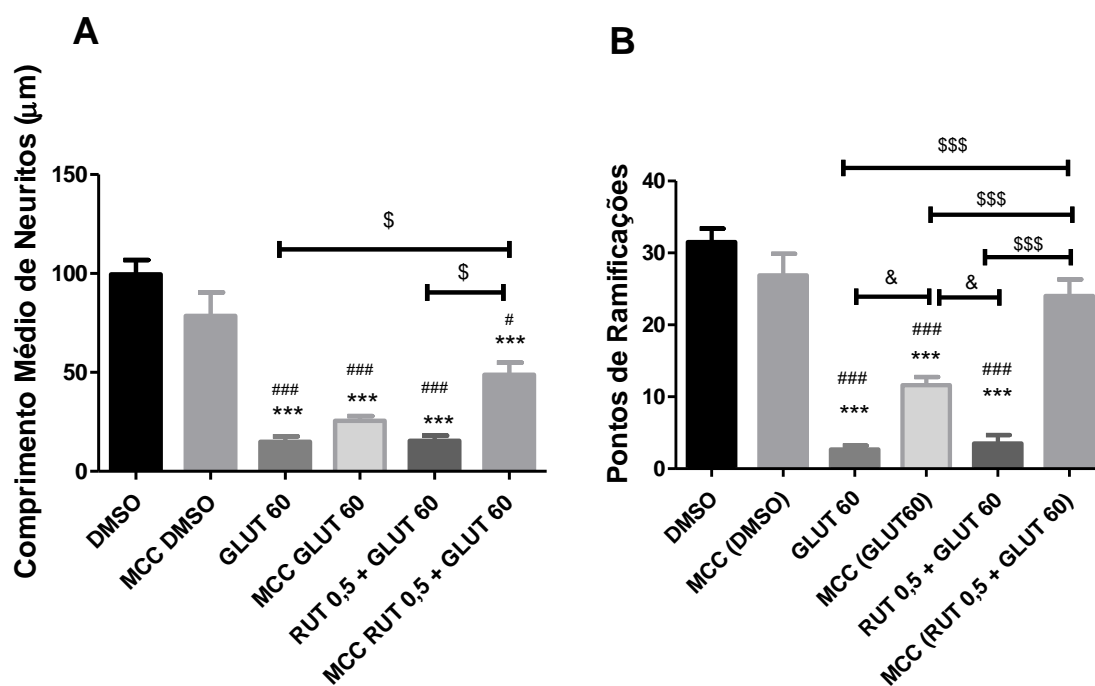 A
Comprimento Médio de Neuritos (µm)
150
100
50
0
$
$
###
***
###
***
###
***
#
***
DMSO
MCC DMSO
GLUT 60
MCC GLUT 60
RUT 0,5 + GLUT 60
MCC RUT 0,5 + GLUT 60
B
Pontos de Ramificações
40
30
20
10
0
$$$
$$$
$$$
&
&
###
***
###
***
###
***
DMSO
MCC (DMSO)
GLUT 60
MCC (GLUT60)
RUT 0,5 + GLUT 60
MCC (RUT 0,5 + GLUT 60)